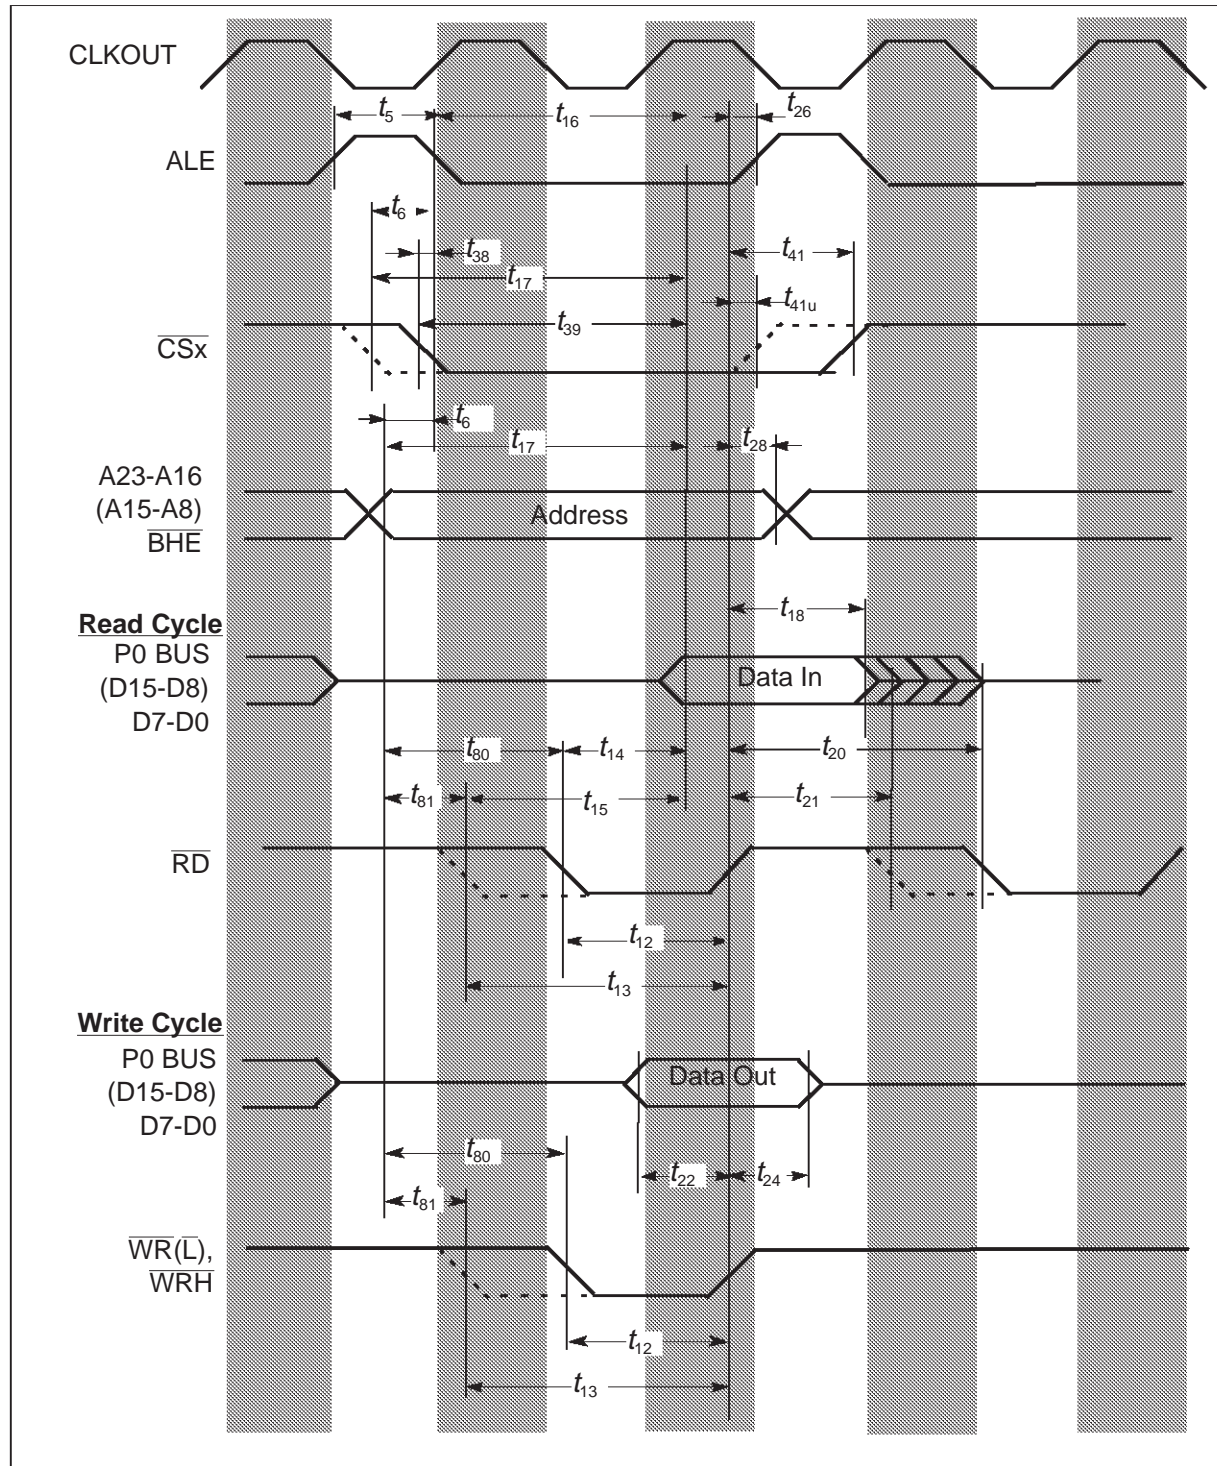 CLKOUT
t5
t16
t26
ALE
t6
t38
t41
t17
t41u
t39
CSx
t6
t17
t28
A23-A16
(A15-A8)
Address
BHE
t18
Read Cycle
P0 BUS
(D15-D8)
Data In
D7-D0
t80
t14
t20
t81
t15
t21
RD
t12
t13
Write Cycle
P0 BUS
(D15-D8)
Data Out
D7-D0
t80
t22
t24
t81
WR(L),
WRH
t12
t13